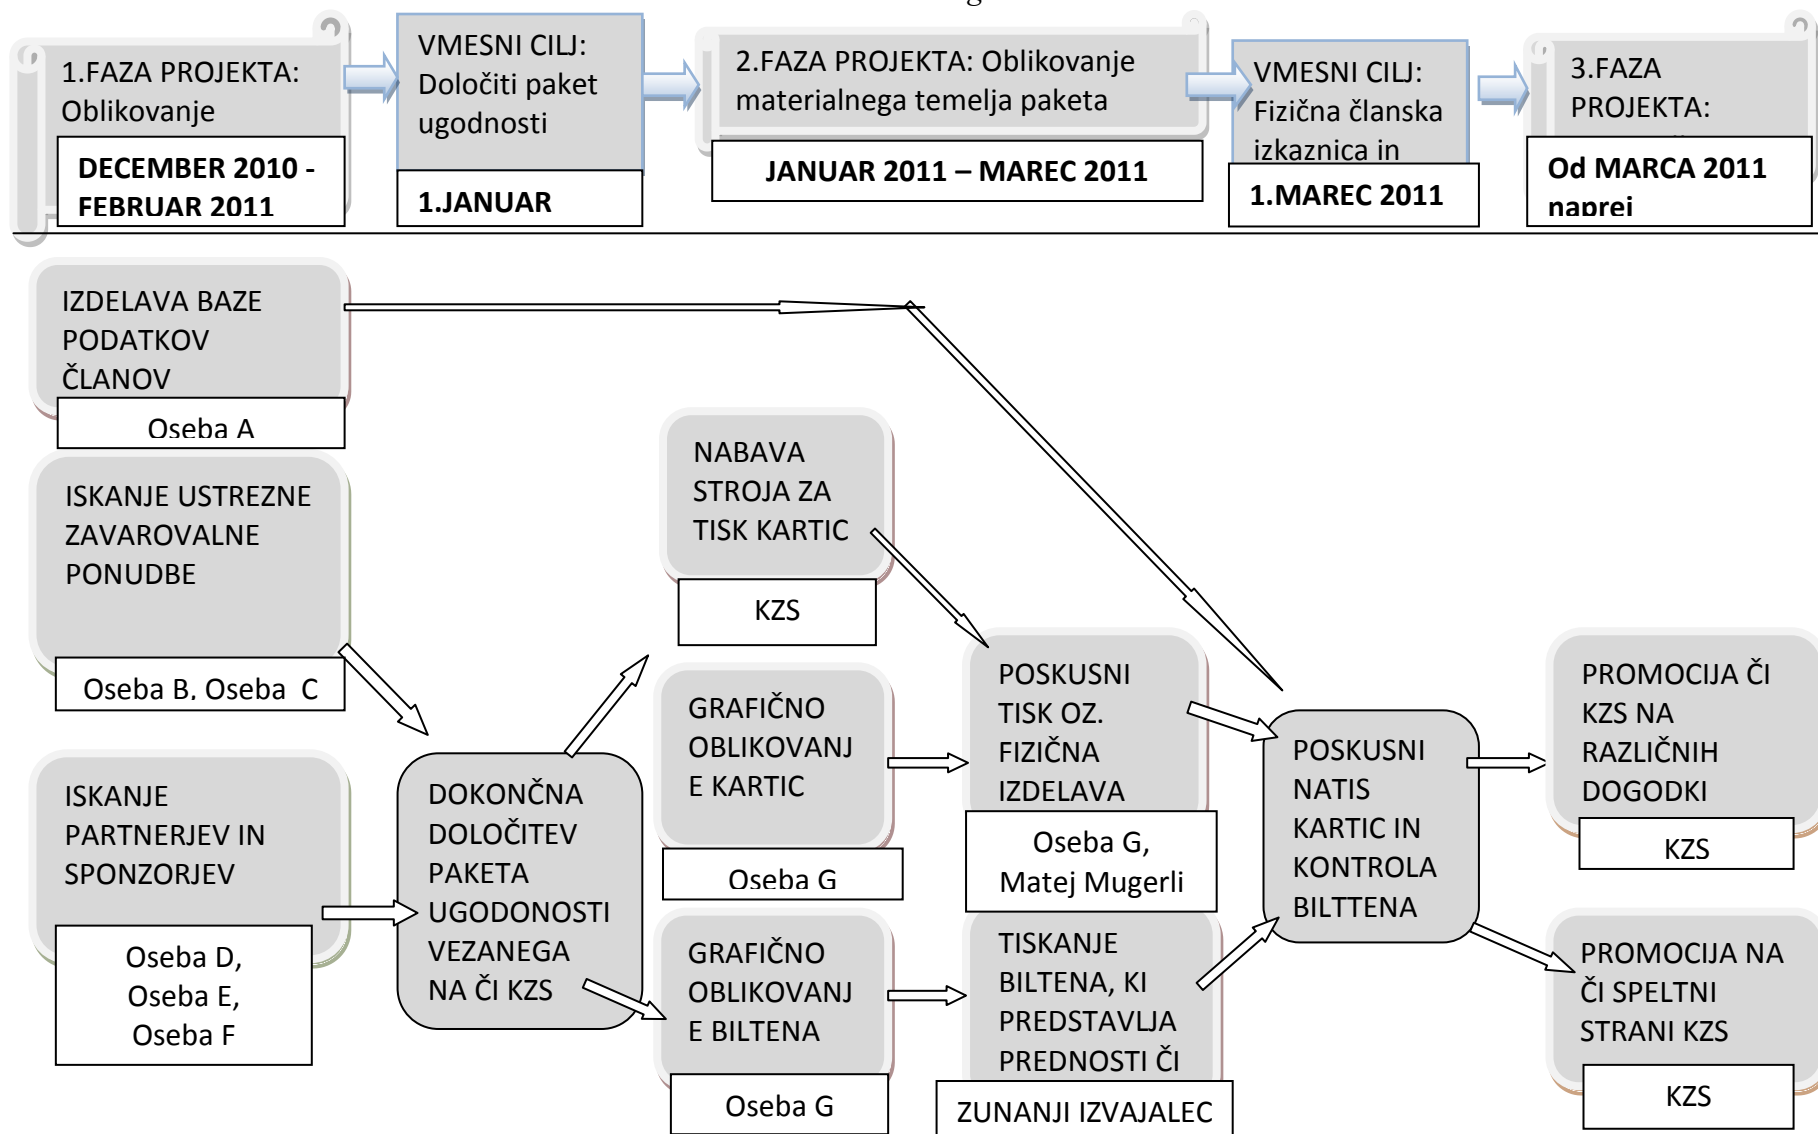 1.FAZA PROJEKTA:
Oblikovanje
DECEMBER 2010 -
FEBRUAR 2011
VMESNI CILJ:
Določiti paket
ugodnosti
1.JANUAR
2.FAZA PROJEKTA: Oblikovanje
materialnega temelja paketa
JANUAR 2011 – MAREC 2011
VMESNI CILJ:
Fizična članska
izkaznica in
1.MAREC 2011
3.FAZA
PROJEKTA:
Od MARCA 2011
naprej
IZDELAVA BAZE
PODATKOV
ČLANOV
Oseba A
ISKANJE USTREZNE
ZAVAROVALNE
PONUDBE
Oseba B, Oseba C
ISKANJE
PARTNERJEV IN
SPONZORJEV
Oseba D,
Oseba E,
Oseba F
DOKONČNA
DOLOČITEV
PAKETA
UGODONOSTI
VEZANEGA
NA ČI KZS
NABAVA
STROJA ZA
TISK KARTIC
KZS
GRAFIČNO
OBLIKOVANJ
E KARTIC
Oseba G
GRAFIČNO
OBLIKOVANJ
E BILTENA
Oseba G
POSKUSNI
TISK OZ.
FIZIČNA
IZDELAVA
Oseba G,
Matej Mugerli
TISKANJE
BILTENA, KI
PREDSTAVLJA
PREDNOSTI ČI
ZUNANJI IZVAJALEC
POSKUSNI
NATIS
KARTIC IN
KONTROLA
BILTTENA
PROMOCIJA ČI
KZS NA
RAZLIČNIH
DOGODKI
KZS
PROMOCIJA NA
ČI SPELTNI
STRANI KZS
KZS